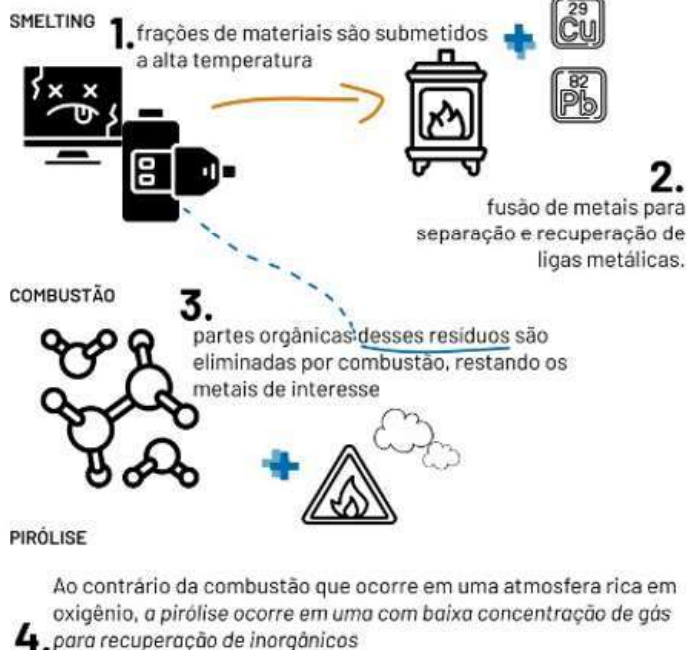 SMELTING
1. frações de materiais são submetidos
a alta temperatura
29
Cu
82
Pb
2.
fusão de metais para
separação e recuperação de
ligas metálicas.
COMBUSTÃO
3.
partes orgânicas desses resíduos são
eliminadas por combustão, restando os
metais de interesse
PIRÓLISE
Ao contrário da combustão que ocorre em uma atmosfera rica em
oxigênio, a pirólise ocorre em uma com baixa concentração de gás
4. para recuperação de inorgânicos